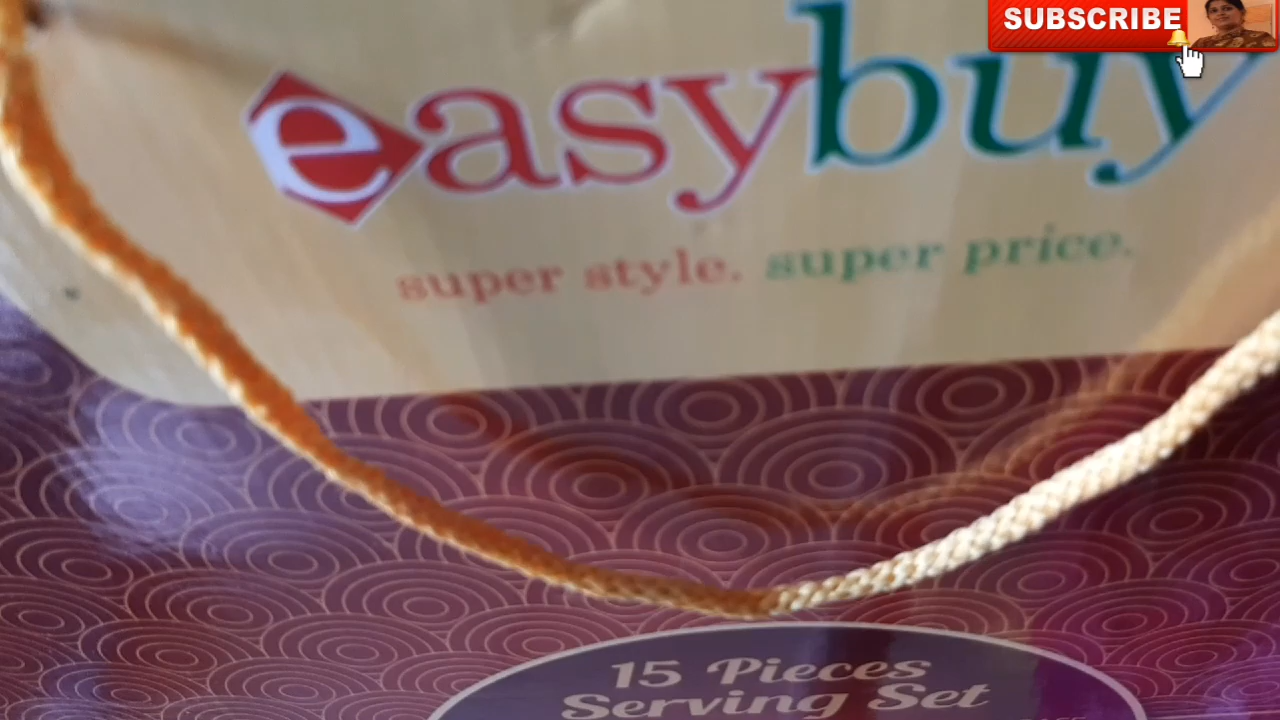 SUBSCRIBE
easybuy
super style. super price.
15 Pieces
Serving Set